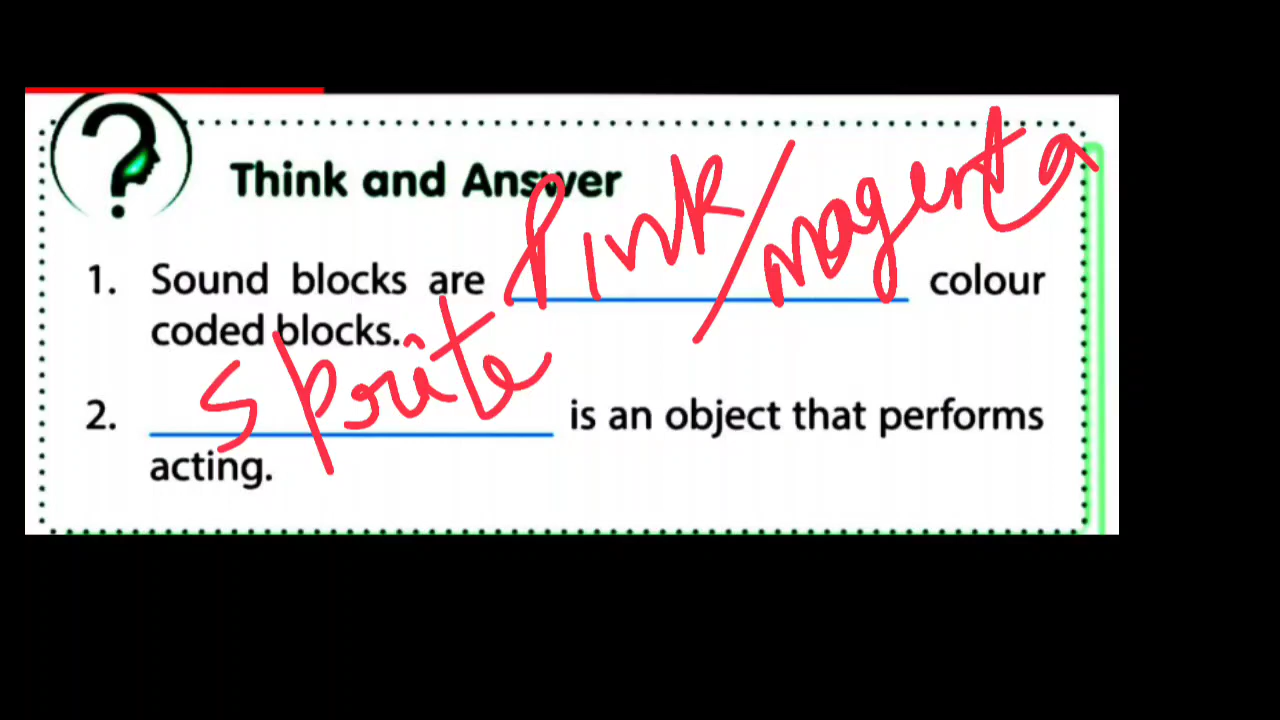 Think and Answer
1. Sound blocks are Pink/magenta colour
coded blocks.
2. Sprite is an object that performs
acting.